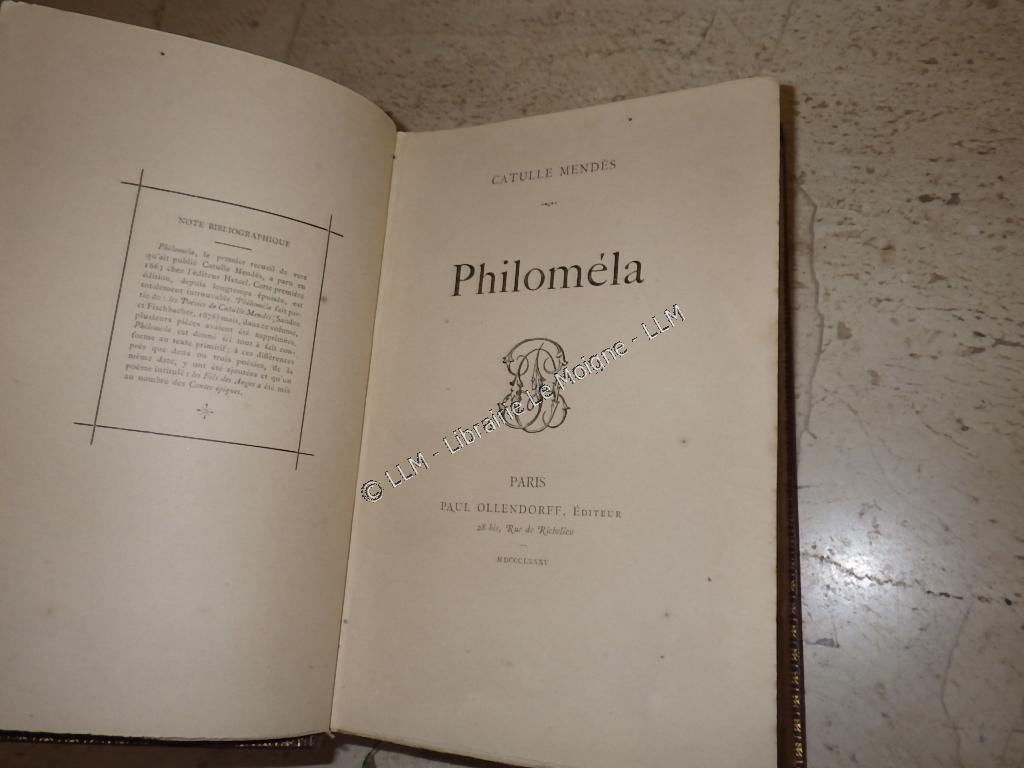 NOTE BIBLIOGRAPHIQUE
Philomela, le premier recueil de vers
qu'ait publié Catulle Mendès, a paru en
1661 chez l'éditeur Hetzel. Cette première
édition, depuis longtemps épuisée, est
totalement introuvable. Philomela fait par-
tie de : les Poésies de Catulle Mendès (Sandoz
et Fischbacher, 1876) mais, dans ce volume,
plusieurs pièces avaient été supprimées.
Philomela est donné ici tout à fait con-
forme au texte primitif ; à ces différences
près que deux ou trois poésies, de la
même date, y ont été ajoutées et qu'un
poème intitulé : les Fils des Anges a été mis
au nombre des Contes épiques.
CATULLE MENDÈS
Philoméla
PARIS
PAUL OLLENDORFF, ÉDITEUR
28 bis, Rue de Richelieu
MDCCCLXXXV
© LLM - Librairie Le Moigne - LLM